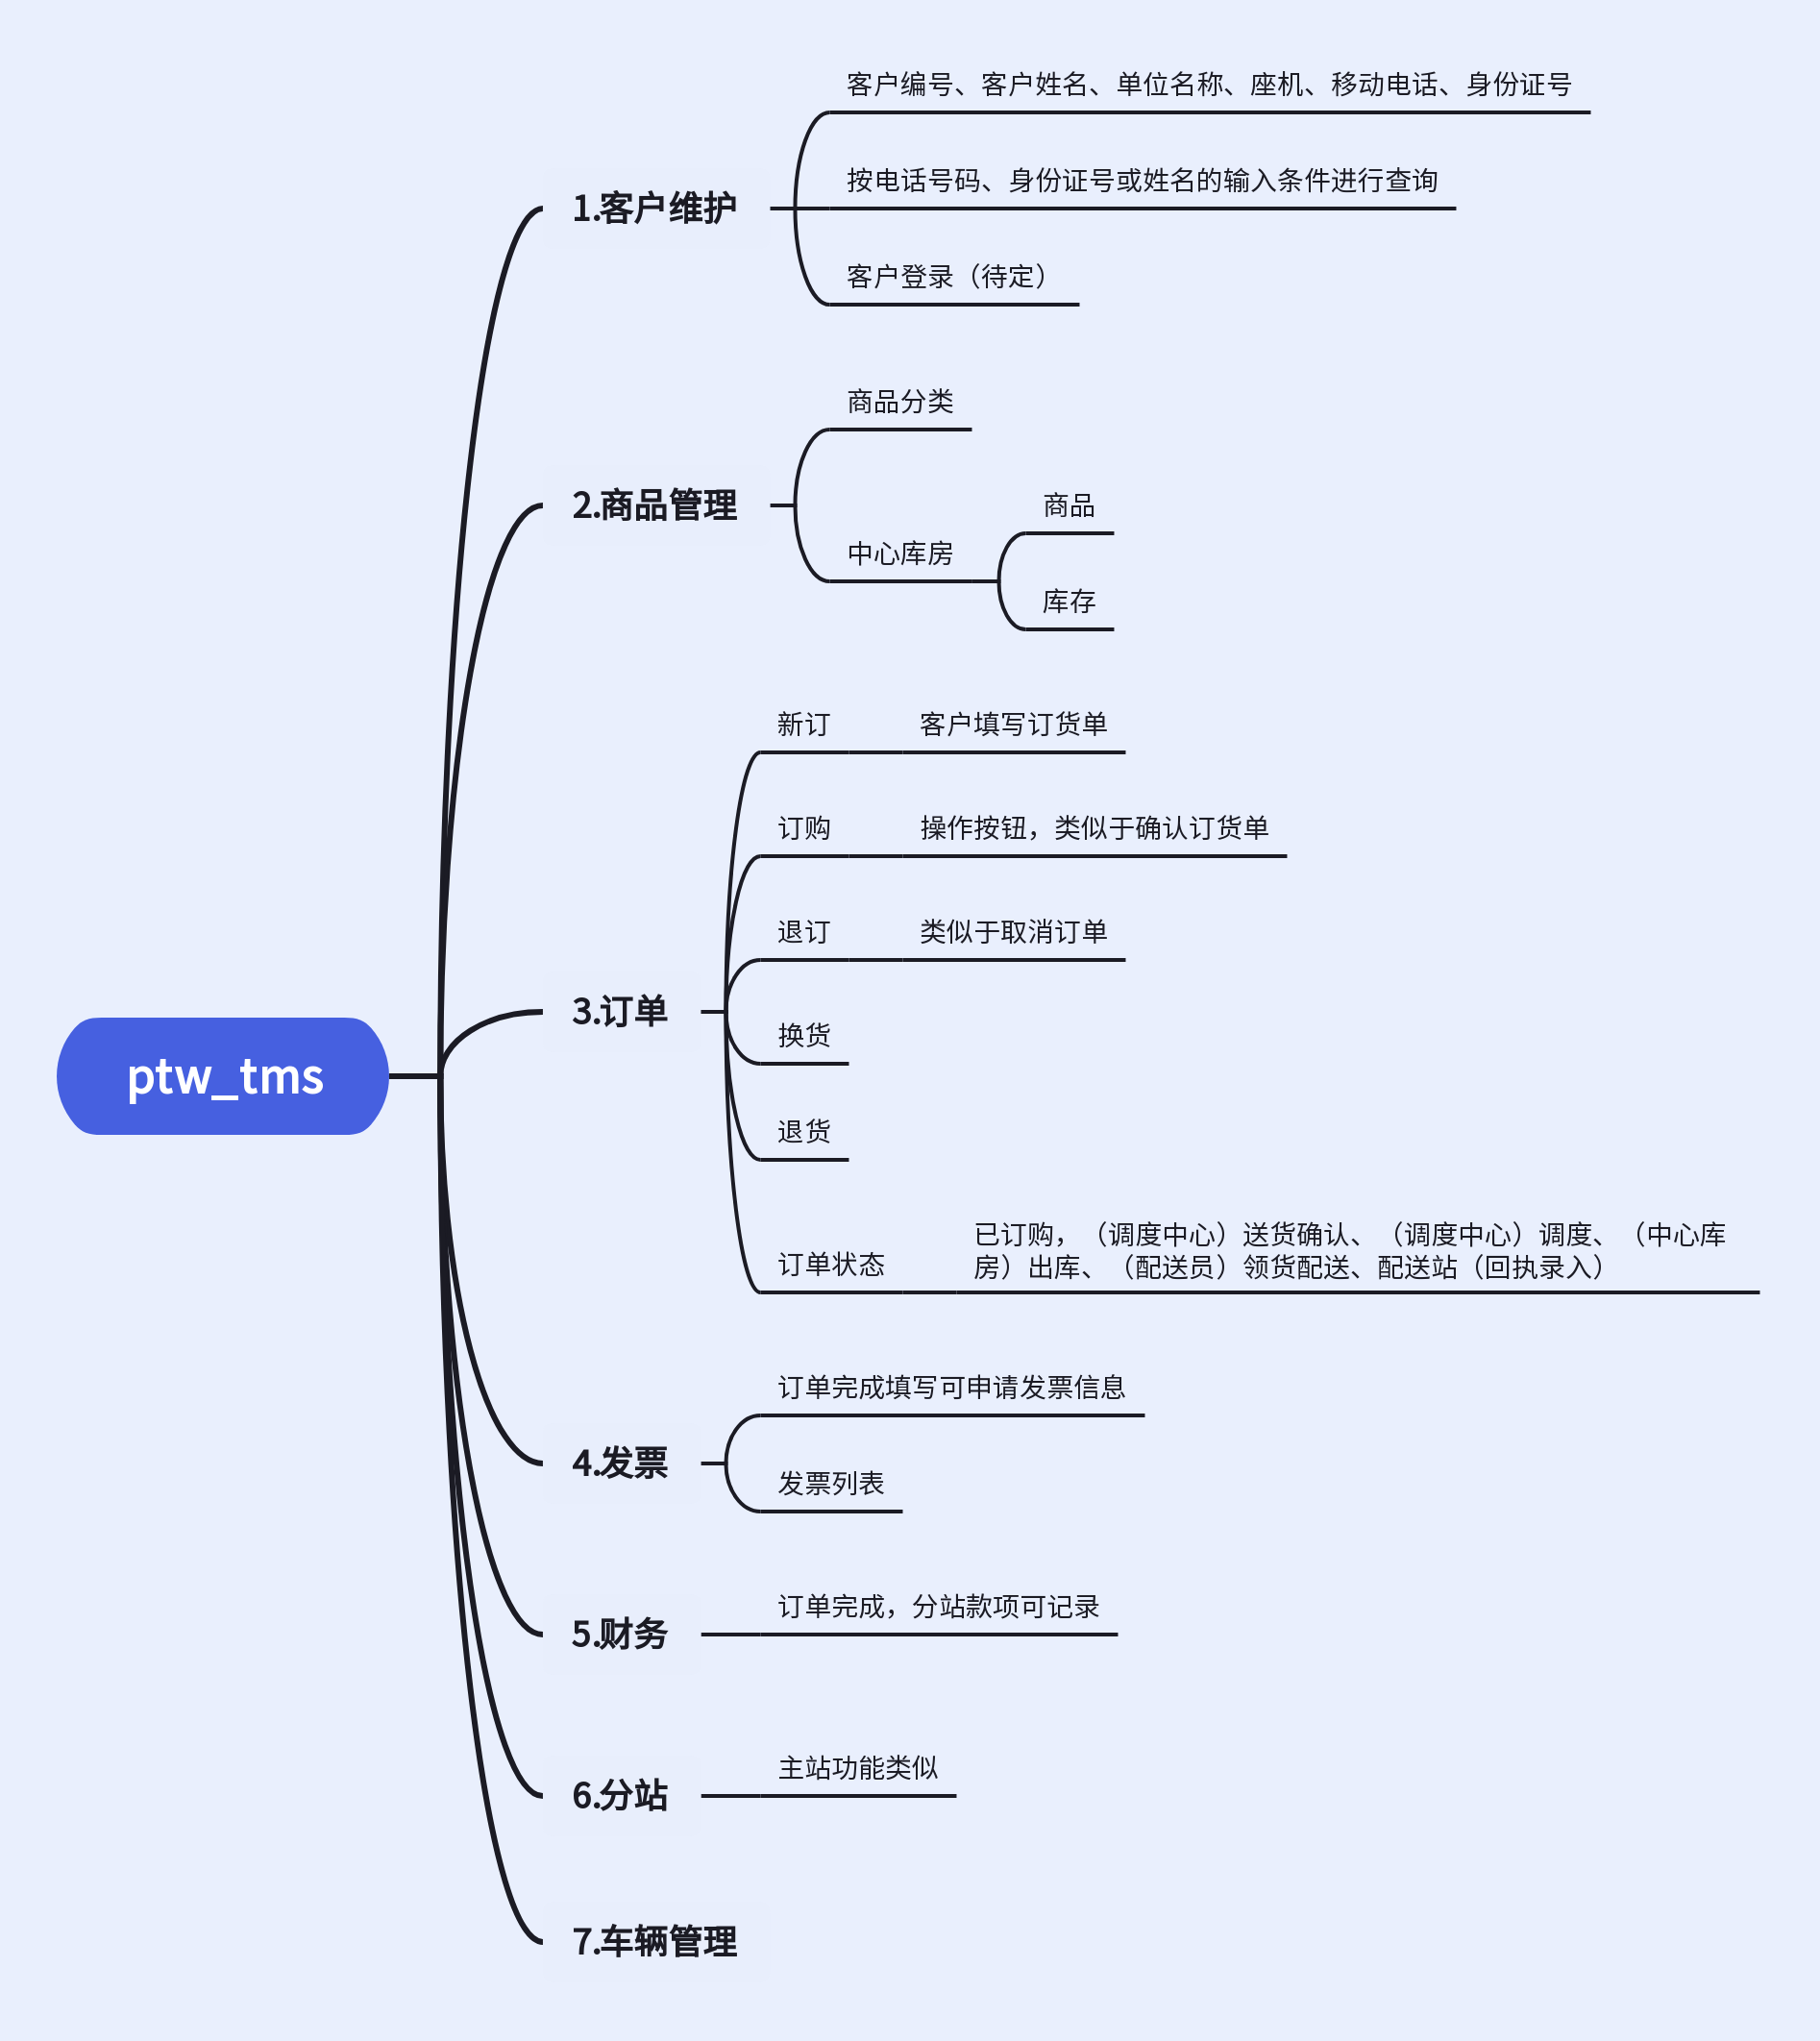 ptw_tms
1.客户维护
客户编号、客户姓名、单位名称、座机、移动电话、身份证号
按电话号码、身份证号或姓名的输入条件进行查询
客户登录（待定）
2.商品管理
商品分类
中心库房
商品
库存
3.订单
新订
客户填写订货单
订购
操作按钮，类似于确认订货单
退订
类似于取消订单
换货
退货
订单状态
已订购，（调度中心）送货确认、（调度中心）调度、（中心库
房）出库、（配送员）领货配送、配送站（回执录入）
4.发票
订单完成填写可申请发票信息
发票列表
5.财务
订单完成，分站款项可记录
6.分站
主站功能类似
7.车辆管理